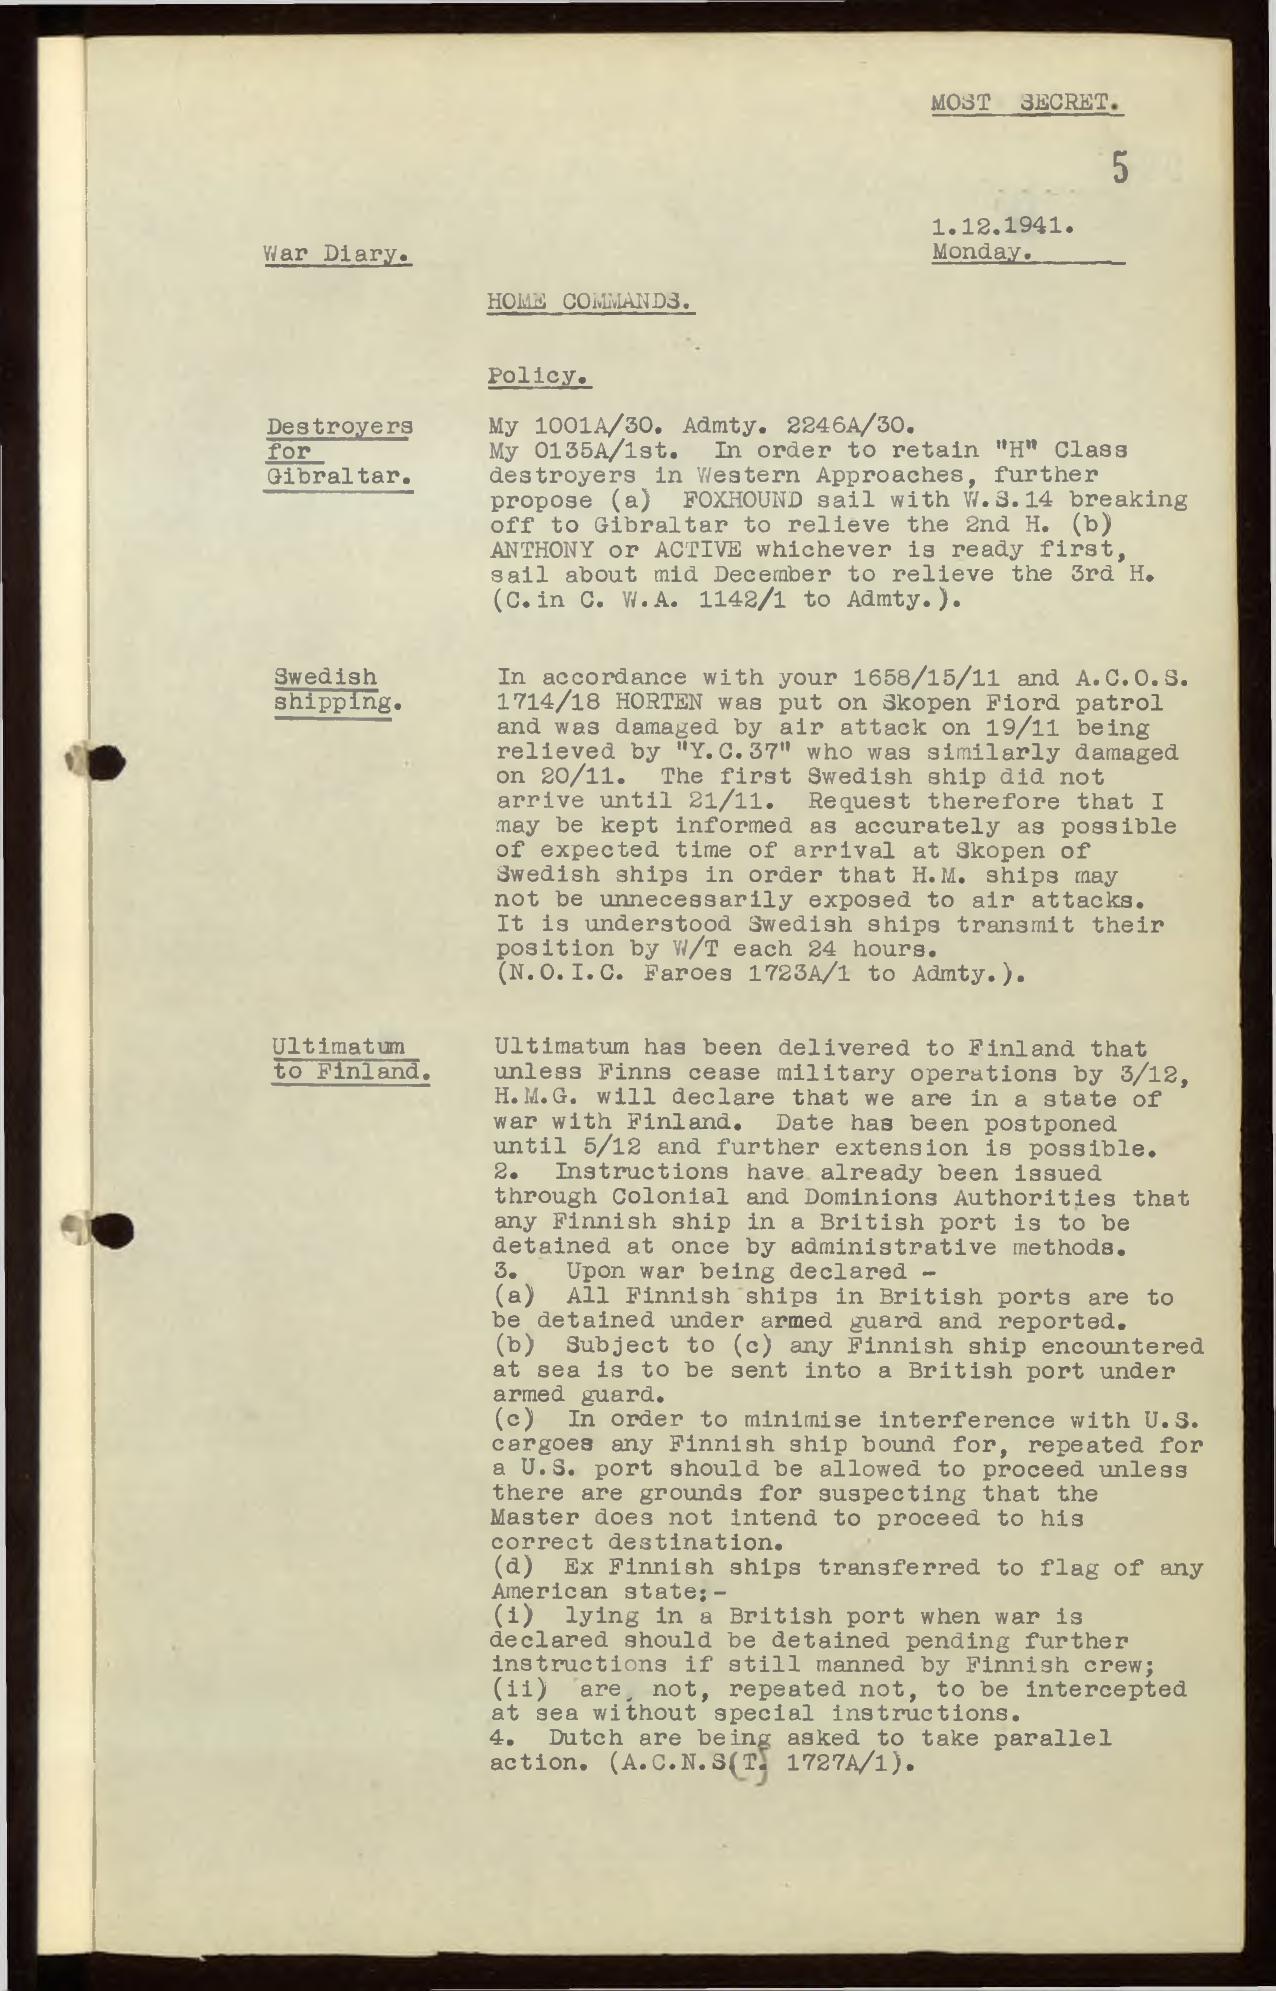 MOST SECRET.
5
1.12.1941.
War Diary.
Monday.
HOME COMMANDS.
Policy.
Destroyers
for
Gibraltar.
My 1001A/30. Admty. 2246A/30.
My 0135A/1st. In order to retain "H" Class
destroyers in Western Approaches, further
propose (a) FOXHOUND sail with W.S.14 breaking
off to Gibraltar to relieve the 2nd H. (b)
ANTHONY or ACTIVE whichever is ready first,
sail about mid December to relieve the 3rd H.
(C.in C. W.A. 1142/1 to Admty.).
Swedish
shipping.
In accordance with your 1658/15/11 and A.C.O.S.
1714/18 HORTEN was put on Skopen Fiord patrol
and was damaged by air attack on 19/11 being
relieved by "Y.C.37" who was similarly damaged
on 20/11. The first Swedish ship did not
arrive until 21/11. Request therefore that I
may be kept informed as accurately as possible
of expected time of arrival at Skopen of
Swedish ships in order that H.M. ships may
not be unnecessarily exposed to air attacks.
It is understood Swedish ships transmit their
position by W/T each 24 hours.
(N.O.I.C. Faroes 1723A/1 to Admty.).
Ultimatum
to Finland.
Ultimatum has been delivered to Finland that
unless Finns cease military operations by 3/12,
H.M.G. will declare that we are in a state of
war with Finland. Date has been postponed
until 5/12 and further extension is possible.
2. Instructions have already been issued
through Colonial and Dominions Authorities that
any Finnish ship in a British port is to be
detained at once by administrative methods.
3. Upon war being declared -
(a) All Finnish ships in British ports are to
be detained under armed guard and reported.
(b) Subject to (c) any Finnish ship encountered
at sea is to be sent into a British port under
armed guard.
(c) In order to minimise interference with U.S.
cargoes any Finnish ship bound for, repeated for
a U.S. port should be allowed to proceed unless
there are grounds for suspecting that the
Master does not intend to proceed to his
correct destination.
(d) Ex Finnish ships transferred to flag of any
American state:-
(i) lying in a British port when war is
declared should be detained pending further
instructions if still manned by Finnish crew;
(ii) are, not, repeated not, to be intercepted
at sea without special instructions.
4. Dutch are being asked to take parallel
action. (A.C.N.S(T) 1727A/1).